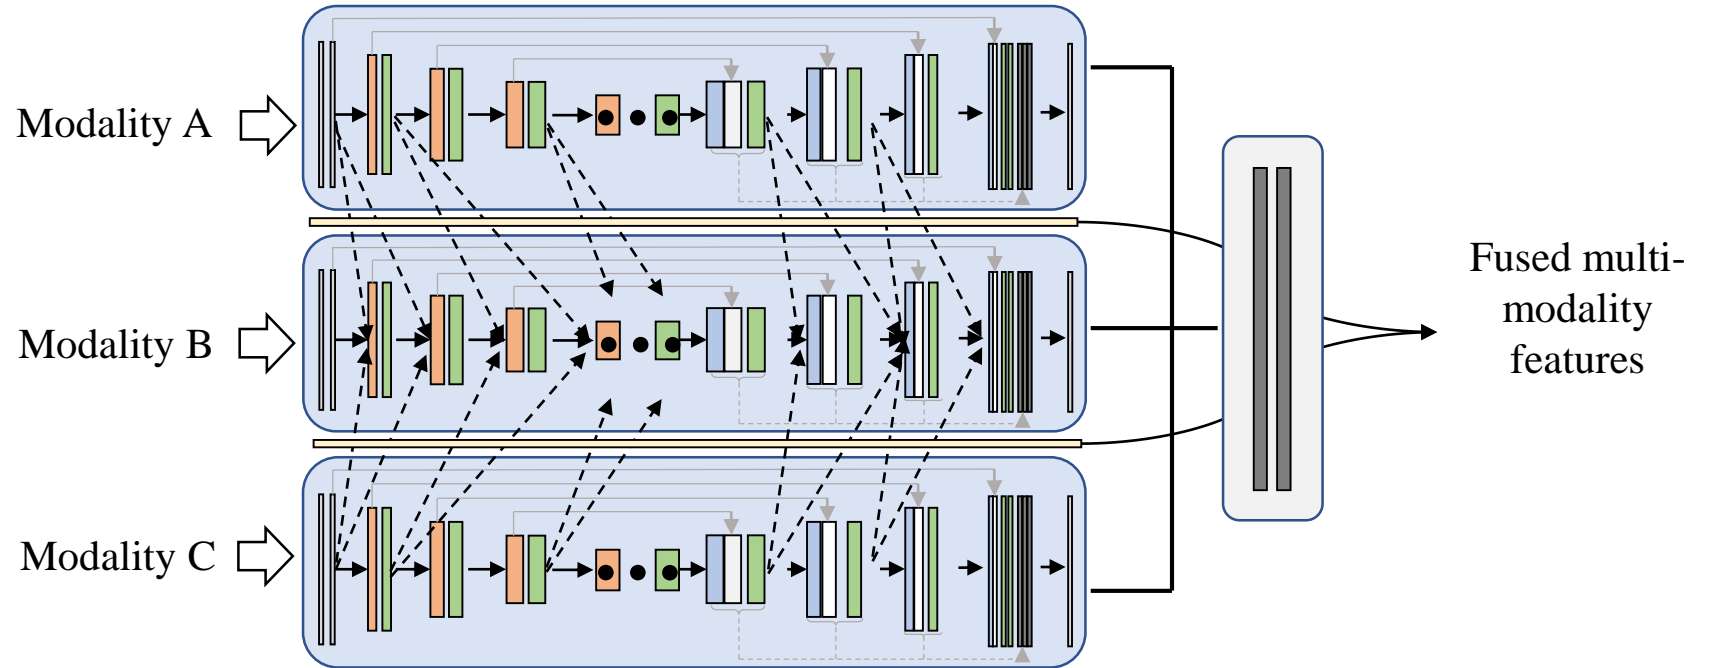 Modality A
Modality B
Modality C
Fused multi-
modality
features